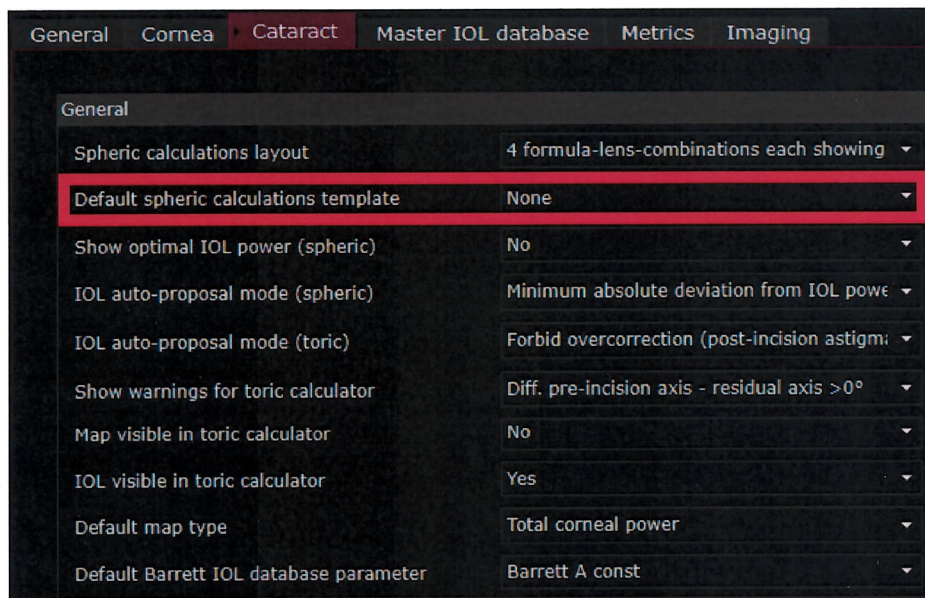 General Cornea Cataract Master IOL database Metrics Imaging
General
Spheric calculations layout 4 formula-lens-combinations each showing
Default spheric calculations template None
Show optimal IOL power (spheric) No
IOL auto-proposal mode (spheric) Minimum absolute deviation from IOL powe
IOL auto-proposal mode (toric) Forbid overcorrection (post-incision astigma
Show warnings for toric calculator Diff. pre-incision axis - residual axis >0°
Map visible in toric calculator No
IOL visible in toric calculator Yes
Default map type Total corneal power
Default Barrett IOL database parameter Barrett A const